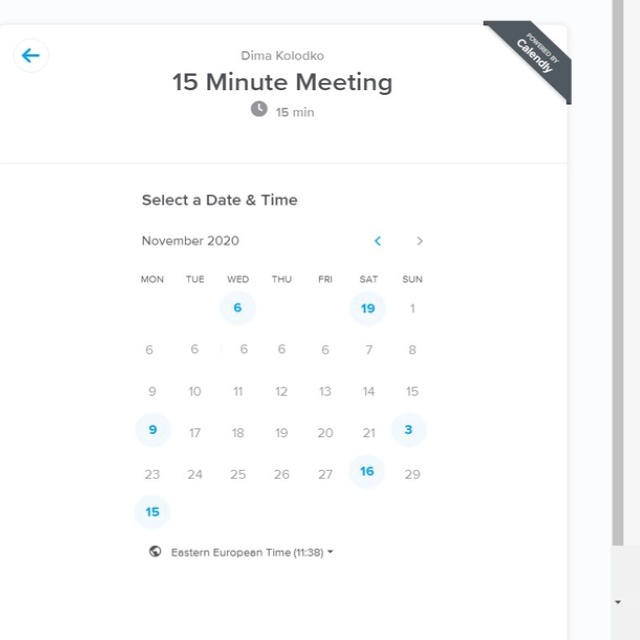 POWERED BY
Calendly
Dima Kolodko
15 Minute Meeting
15 min
Select a Date & Time
November 2020
MON TUE WED THU FRI SAT SUN
6 19 1
6 6 6 6 6 7 8
9 10 11 12 13 14 15
9 17 18 19 20 21 3
23 24 25 26 27 16 29
15
Eastern European Time (11:38)